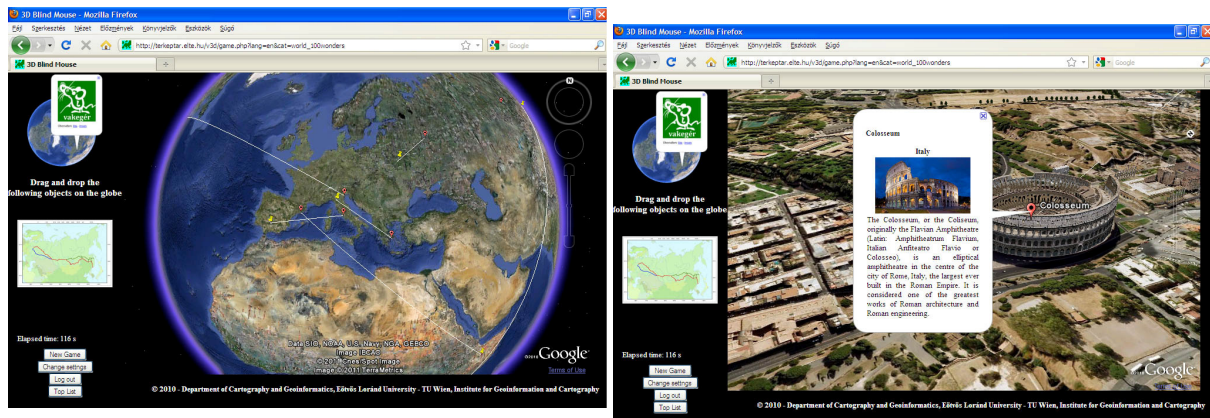 3D Blind Mouse - Mozilla Firefox
Fájl Szerkesztés Nézet Előzmények Könyvjelzők Eszközök Súgó
http://terkeptar.elte.hu/v3d/game.php?lang=en&cat=world_100wonders
Google
3D Blind Mouse
vakegér
N
Drag and drop the
following objects on the globe
Elapsed time: 116 s
New Game
Change settings
Log out
Top List
Data SIO, NOAA, U.S. Navy, NGA, GEBCO
Image IBCAO
© 2011 Cnes/Spot Image
Image © 2011 TerraMetrics
Google
Terms of Use
© 2010 - Department of Cartography and Geoinformatics, Eötvös Loránd University - TU Wien, Institute for Geoinformation and Cartography
3D Blind Mouse - Mozilla Firefox
Fájl Szerkesztés Nézet Előzmények Könyvjelzők Eszközök Súgó
http://terkeptar.elte.hu/v3d/game.php?lang=en&cat=world_100wonders
Google
3D Blind Mouse
vakegér
Drag and drop the
following objects on the globe
Elapsed time: 116 s
New Game
Change settings
Log out
Top List
Colosseum
Italy
The Colosseum, or the Coliseum,
originally the Flavian Amphitheatre
(Latin: Amphitheatrum Flavium,
Italian Anfiteatro Flavio or
Colosseo), is an elliptical
amphitheatre in the centre of the
city of Rome, Italy, the largest ever
built in the Roman Empire. It is
considered one of the greatest
works of Roman architecture and
Roman engineering.
Colosseum
Google
© 2010 - Department of Cartography and Geoinformatics, Eötvös Loránd University - TU Wien, Institute for Geoinformation and Cartography